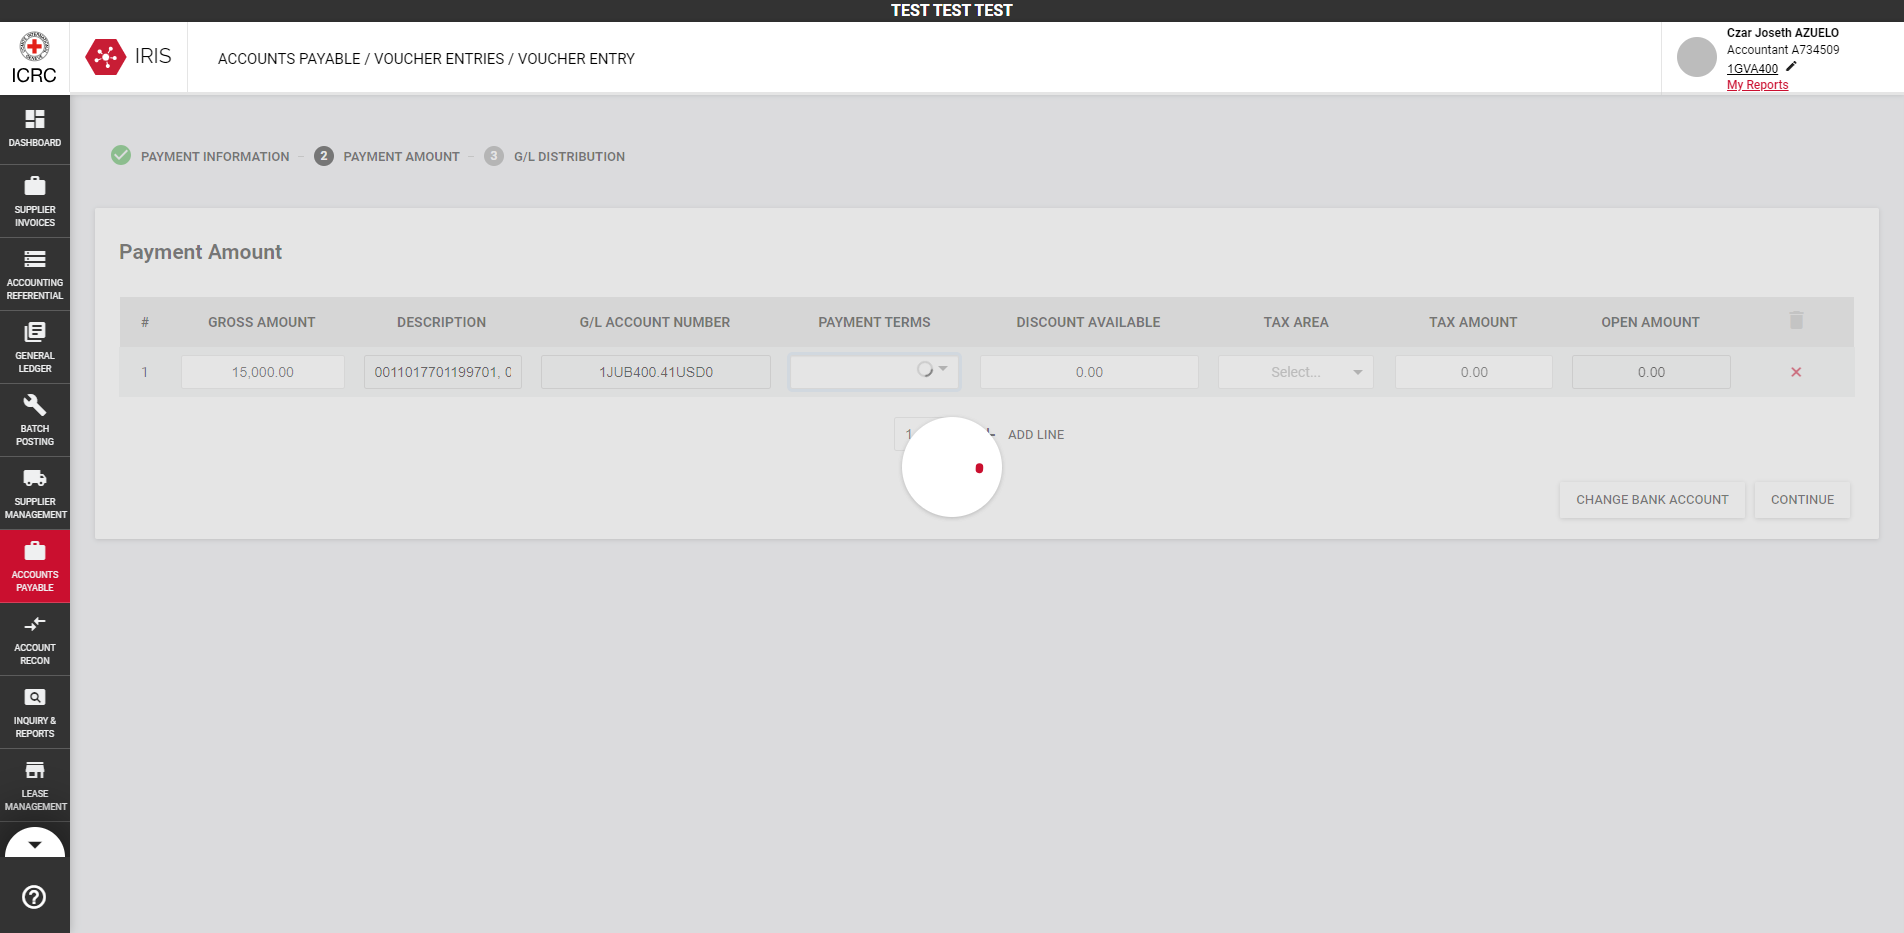 TEST TEST TEST
ICRC
IRIS
ACCOUNTS PAYABLE / VOUCHER ENTRIES / VOUCHER ENTRY
Czar Joseth AZUELO
Accountant A734509
1GVA400
My Reports
DASHBOARD
SUPPLIER
INVOICES
ACCOUNTING
REFERENTIAL
GENERAL
LEDGER
BATCH
POSTING
SUPPLIER
MANAGEMENT
ACCOUNTS
PAYABLE
ACCOUNT
RECON
INQUIRY &
REPORTS
LEASE
MANAGEMENT
PAYMENT INFORMATION – 2 PAYMENT AMOUNT – 3 G/L DISTRIBUTION
Payment Amount
# GROSS AMOUNT DESCRIPTION G/L ACCOUNT NUMBER PAYMENT TERMS DISCOUNT AVAILABLE TAX AREA TAX AMOUNT OPEN AMOUNT
1 15,000.00 0011017701199701, 0 1JUB400.41USD0 0.00 Select... 0.00 0.00
1 ADD LINE
CHANGE BANK ACCOUNT CONTINUE